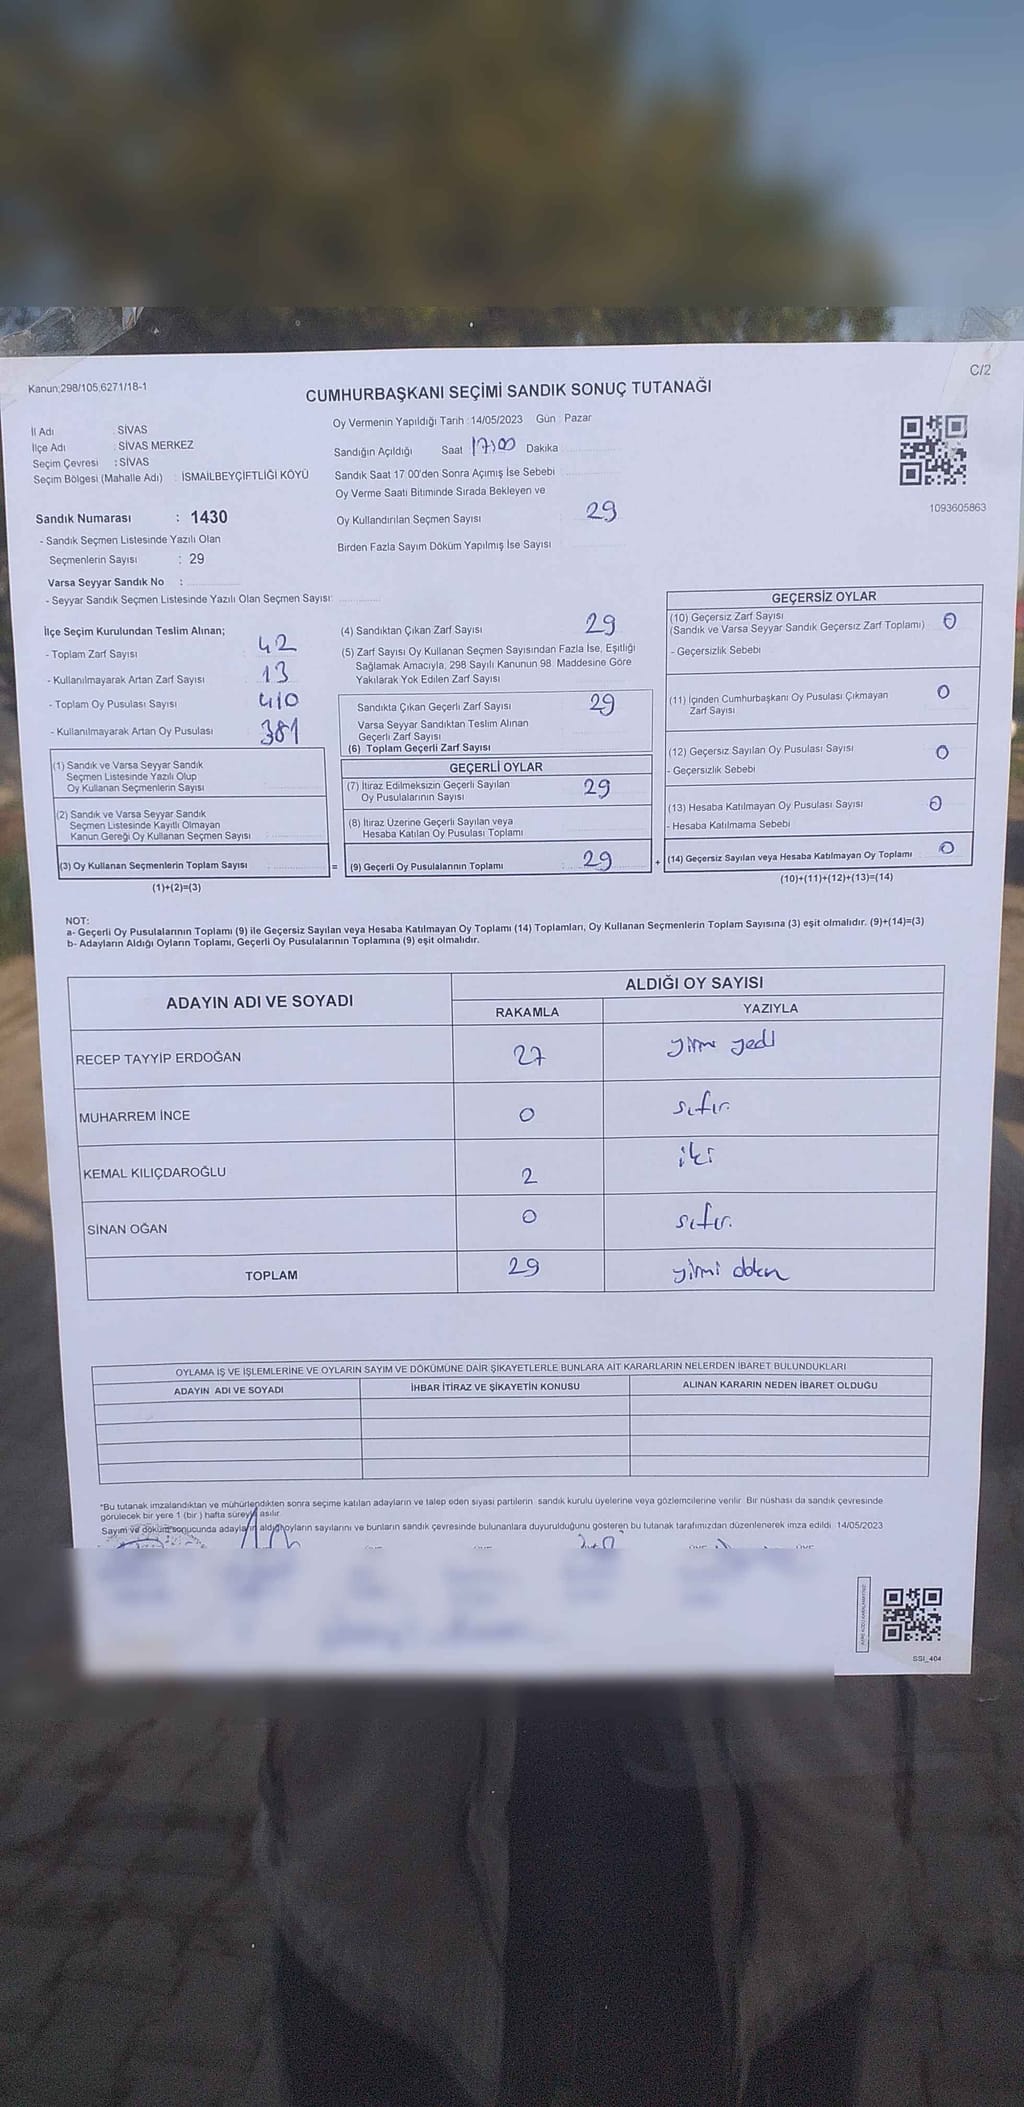 Kanun;298/105,6271/18-1
C/2
CUMHURBAŞKANI SEÇİMİ SANDIK SONUÇ TUTANAĞI
İl Adı : SİVAS
İlçe Adı : SİVAS MERKEZ
Seçim Çevresi : SİVAS
Seçim Bölgesi (Mahalle Adı) : İSMAİLBEYÇİFTLİĞİ KÖYÜ
Sandık Numarası : 1430
- Sandık Seçmen Listesinde Yazılı Olan
Seçmenlerin Sayısı : 29
Varsa Seyyar Sandık No :
- Seyyar Sandık Seçmen Listesinde Yazılı Olan Seçmen Sayısı:
Oy Vermenin Yapıldığı Tarih : 14/05/2023 Gün : Pazar
Sandığın Açıldığı Saat 17:00 Dakika
Sandık Saat 17:00'den Sonra Açımış İse Sebebi
Oy Verme Saati Bitiminde Sırada Bekleyen ve
Oy Kullandırılan Seçmen Sayısı 29
Birden Fazla Sayım Döküm Yapılmış İse Sayısı
1093605863
İlçe Seçim Kurulundan Teslim Alınan;
- Toplam Zarf Sayısı 42
- Kullanılmayarak Artan Zarf Sayısı 13
- Toplam Oy Pusulası Sayısı 410
- Kullanılmayarak Artan Oy Pusulası 381
(1) Sandık ve Varsa Seyyar Sandık
Seçmen Listesinde Yazılı Olup
Oy Kullanan Seçmenlerin Sayısı
(2) Sandık ve Varsa Seyyar Sandık
Seçmen Listesinde Kayıtlı Olmayan
Kanun Gereği Oy Kullanan Seçmen Sayısı
(3) Oy Kullanan Seçmenlerin Toplam Sayısı =
(1)+(2)=(3)
(4) Sandıktan Çıkan Zarf Sayısı 29
(5) Zarf Sayısı Oy Kullanan Seçmen Sayısından Fazla İse, Eşitliği
Sağlamak Amacıyla, 298 Sayılı Kanunun 98. Maddesine Göre
Yakılarak Yok Edilen Zarf Sayısı
Sandıkta Çıkan Geçerli Zarf Sayısı 29
Varsa Seyyar Sandıktan Teslim Alınan
Geçerli Zarf Sayısı
(6) Toplam Geçerli Zarf Sayısı
GEÇERLİ OYLAR
(7) İtiraz Edilmeksizin Geçerli Sayılan
Oy Pusulalarının Sayısı 29
(8) İtiraz Üzerine Geçerli Sayılan veya
Hesaba Katılan Oy Pusulası Toplamı
(9) Geçerli Oy Pusulalarının Toplamı 29 +
GEÇERSİZ OYLAR
(10) Geçersiz Zarf Sayısı 0
(Sandık ve Varsa Seyyar Sandık Geçersiz Zarf Toplamı)
- Geçersizlik Sebebi
(11) İçinden Cumhurbaşkanı Oy Pusulası Çıkmayan 0
Zarf Sayısı
(12) Geçersiz Sayılan Oy Pusulası Sayısı 0
- Geçersizlik Sebebi
(13) Hesaba Katılmayan Oy Pusulası Sayısı 0
- Hesaba Katılmama Sebebi
(14) Geçersiz Sayılan veya Hesaba Katılmayan Oy Toplamı 0
(10)+(11)+(12)+(13)=(14)
NOT:
a- Geçerli Oy Pusulalarının Toplamı (9) ile Geçersiz Sayılan veya Hesaba Katılmayan Oy Toplamı (14) Toplamları, Oy Kullanan Seçmenlerin Toplam Sayısına (3) eşit olmalıdır. (9)+(14)=(3)
b- Adayların Aldığı Oyların Toplamı, Geçerli Oy Pusulalarının Toplamına (9) eşit olmalıdır.
ADAYIN ADI VE SOYADI ALDIĞI OY SAYISI
RAKAMLA YAZIYLA
RECEP TAYYİP ERDOĞAN 27 yirmi yedi
MUHARREM İNCE 0 sıfır.
KEMAL KILIÇDAROĞLU 2 iki
SİNAN OĞAN 0 sıfır.
TOPLAM 29 yirmi dokuz
OYLAMA İŞ VE İŞLEMLERİNE VE OYLARIN SAYIM VE DÖKÜMÜNE DAİR ŞİKAYETLERLE BUNLARA AİT KARARLARIN NELERDEN İBARET BULUNDUKLARI
ADAYIN ADI VE SOYADI İHBAR İTİRAZ VE ŞİKAYETİN KONUSU ALINAN KARARIN NEDEN İBARET OLDUĞU
*Bu tutanak imzalandıktan ve mühürlendikten sonra seçime katılan adayların ve talep eden siyasi partilerin sandık kurulu üyelerine veya gözlemcilerine verilir. Bir nüshası da sandık çevresinde
görülecek bir yere 1 (bir ) hafta süreyle asılır.
Sayım ve döküm sonucunda adayların aldığı oyların sayılarını ve bunların sandık çevresinde bulunanlara duyurulduğunu gösteren bu tutanak tarafımızdan düzenlenerek imza edildi. 14/05/2023
SSI_404